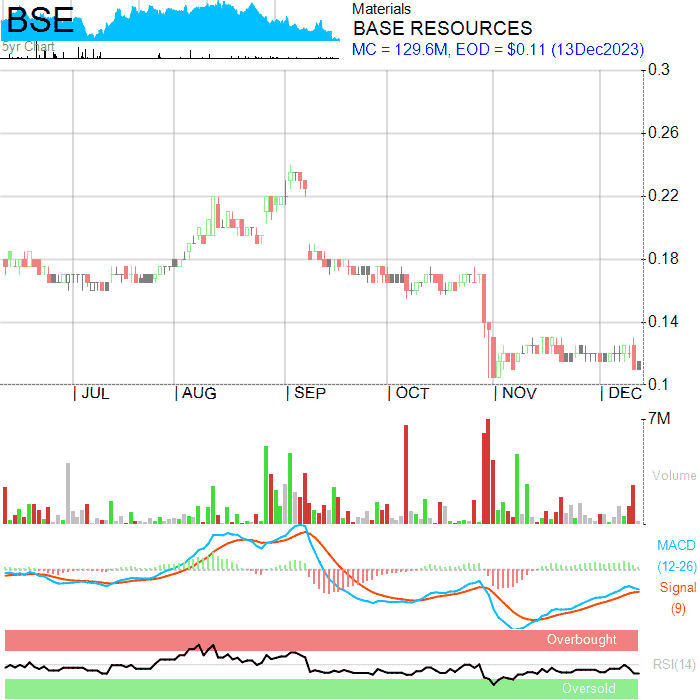 BSE
5yr Chart
Materials
BASE RESOURCES
MC = 129.6M, EOD = $0.11 (13Dec2023)
0.3
0.26
0.22
0.18
0.14
0.1
JUL AUG SEP OCT NOV DEC
7M
Volume
MACD
(12-26)
Signal
(9)
Overbought
RSI(14)
Oversold